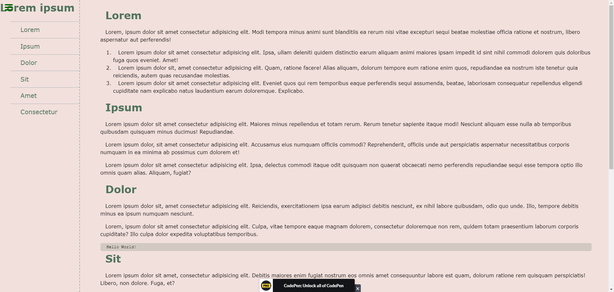 Lorem ipsum
Lorem
Ipsum
Dolor
Sit
Amet
Consectetur
Lorem
Lorem, ipsum dolor sit amet consectetur adipisicing elit. Modi tempora minus animi sunt blanditiis ea rerum nisi vitae excepturi sequi beatae molestiae officia ratione et nostrum, libero
aspernatur aut perferendis!
1. Lorem ipsum dolor sit amet consectetur adipisicing elit. Ipsa, ullam deleniti quidem distinctio earum aliquam animi maiores ipsam impedit id sint nihil commodi dolorem quis doloribus
fuga quos eveniet. Amet!
2. Lorem ipsum dolor sit, amet consectetur adipisicing elit. Quam, ratione facere! Alias aliquam, dolorum tempore eum ratione enim quos, repudiandae ea nostrum iste tenetur quia
reiciendis, autem quas recusandae molestias.
3. Lorem ipsum dolor sit amet consectetur adipisicing elit. Eveniet quos qui rem temporibus eaque perferendis sequi assumenda, beatae, laboriosam consequatur repellendus eligendi
cupiditate nam explicabo natus laudantium earum doloremque. Explicabo.
Ipsum
Lorem ipsum dolor sit amet consectetur adipisicing elit. Maiores minus repellendus et totam rerum. Rerum tenetur sapiente itaque modi! Nesciunt aliquam esse nulla ab temporibus
quibusdam quisquam minus ducimus! Repudiandae.
Lorem ipsum dolor sit amet consectetur adipisicing elit. Accusamus eius numquam officiis commodi? Reprehenderit, officiis unde aut perspiciatis aspernatur necessitatibus corporis
numquam in ea minima ab possimus cum dolorem et!
Lorem ipsum dolor sit amet consectetur adipisicing elit. Ipsa, delectus commodi itaque odit quisquam non quaerat obcaecati nemo perferendis repudiandae sequi esse tempora optio illo
omnis quam alias. Aliquam, fugiat?
Dolor
Lorem ipsum dolor sit, amet consectetur adipisicing elit. Reiciendis, exercitationem ipsa earum adipisci debitis nesciunt, ex nihil labore quibusdam, odio quo unde. Illo, tempore debitis
minus ea ipsum numquam nesciunt.
Lorem ipsum dolor sit, amet consectetur adipisicing elit. Culpa, vitae tempore eaque magnam dolorem, consectetur doloremque non rem, quidem totam praesentium laborum corporis
cupiditate? Illo culpa dolor expedita voluptatibus temporibus.
Hello World!
Sit
Lorem ipsum dolor sit amet, consectetur adipisicing elit. Debitis maiores enim fugiat nostrum eos omnis amet consequuntur labore est quam, dolorum ratione rem quisquam perspiciatis!
Libero, non dolore. Fuga, et?
CodePen: Unlock all of CodePen